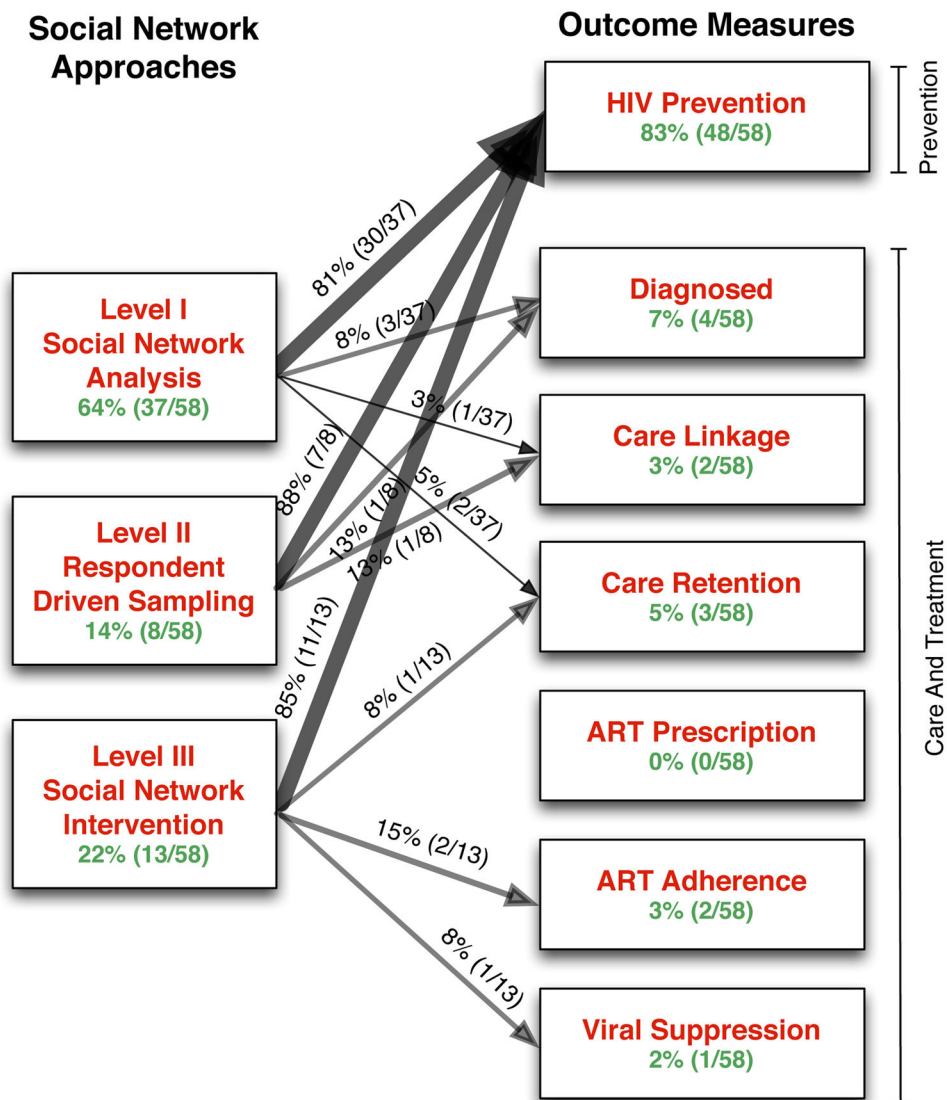 Social Network
Approaches
Outcome Measures
HIV Prevention
83% (48/58)
Prevention
81% (30/37)
Level I
Social Network
Analysis
64% (37/58)
8% (3/37)
Diagnosed
7% (4/58)
3% (1/37)
Care Linkage
3% (2/58)
5% (2/37)
88% (7/8)
13% (1/8)
13% (1/8)
Level II
Respondent
Driven Sampling
14% (8/58)
Care Retention
5% (3/58)
85% (11/13)
8% (1/13)
Care And Treatment
ART Prescription
0% (0/58)
Level III
Social Network
Intervention
22% (13/58)
15% (2/13)
ART Adherence
3% (2/58)
8% (1/13)
Viral Suppression
2% (1/58)